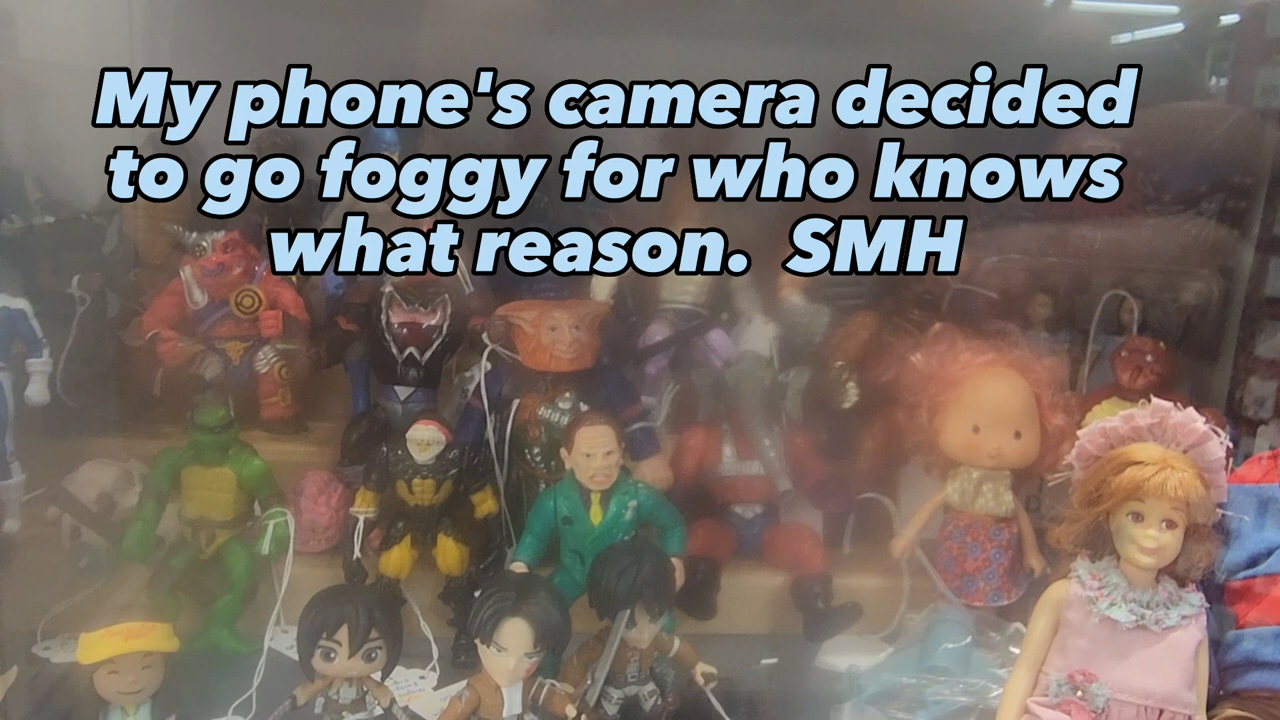 My phone's camera decided
to go foggy for who knows
what reason.  SMH